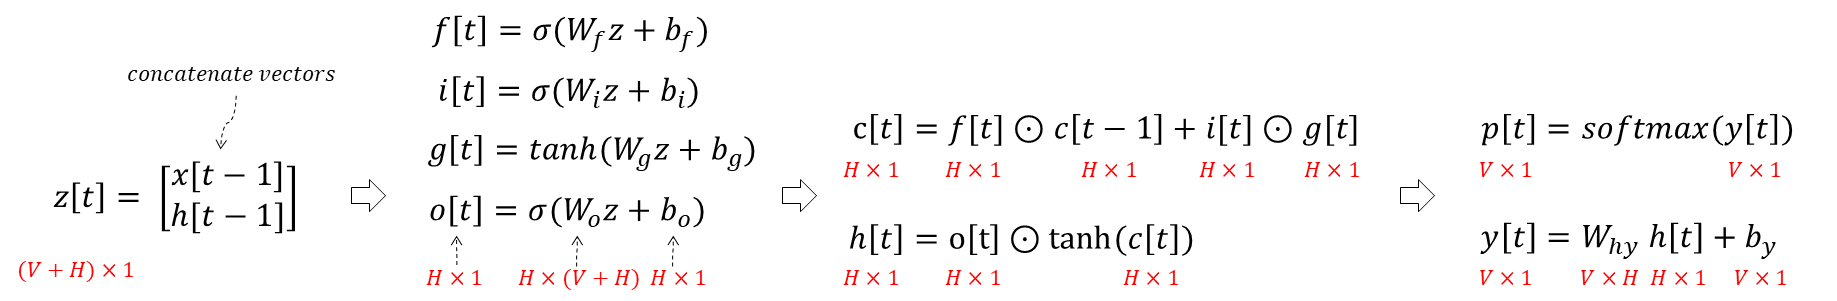 concatenate vectors
z[t] = [x[t − 1]
h[t − 1]]
(V + H) × 1
f[t] = σ(W_f z + b_f)
i[t] = σ(W_i z + b_i)
g[t] = tanh(W_g z + b_g)
o[t] = σ(W_o z + b_o)
H × 1 H × (V + H) H × 1
c[t] = f[t] ⊙ c[t − 1] + i[t] ⊙ g[t]
H × 1 H × 1 H × 1 H × 1 H × 1
h[t] = o[t] ⊙ tanh(c[t])
H × 1 H × 1 H × 1
p[t] = softmax(y[t])
V × 1 V × 1
y[t] = W_hy h[t] + b_y
V × 1 V × H H × 1 V × 1